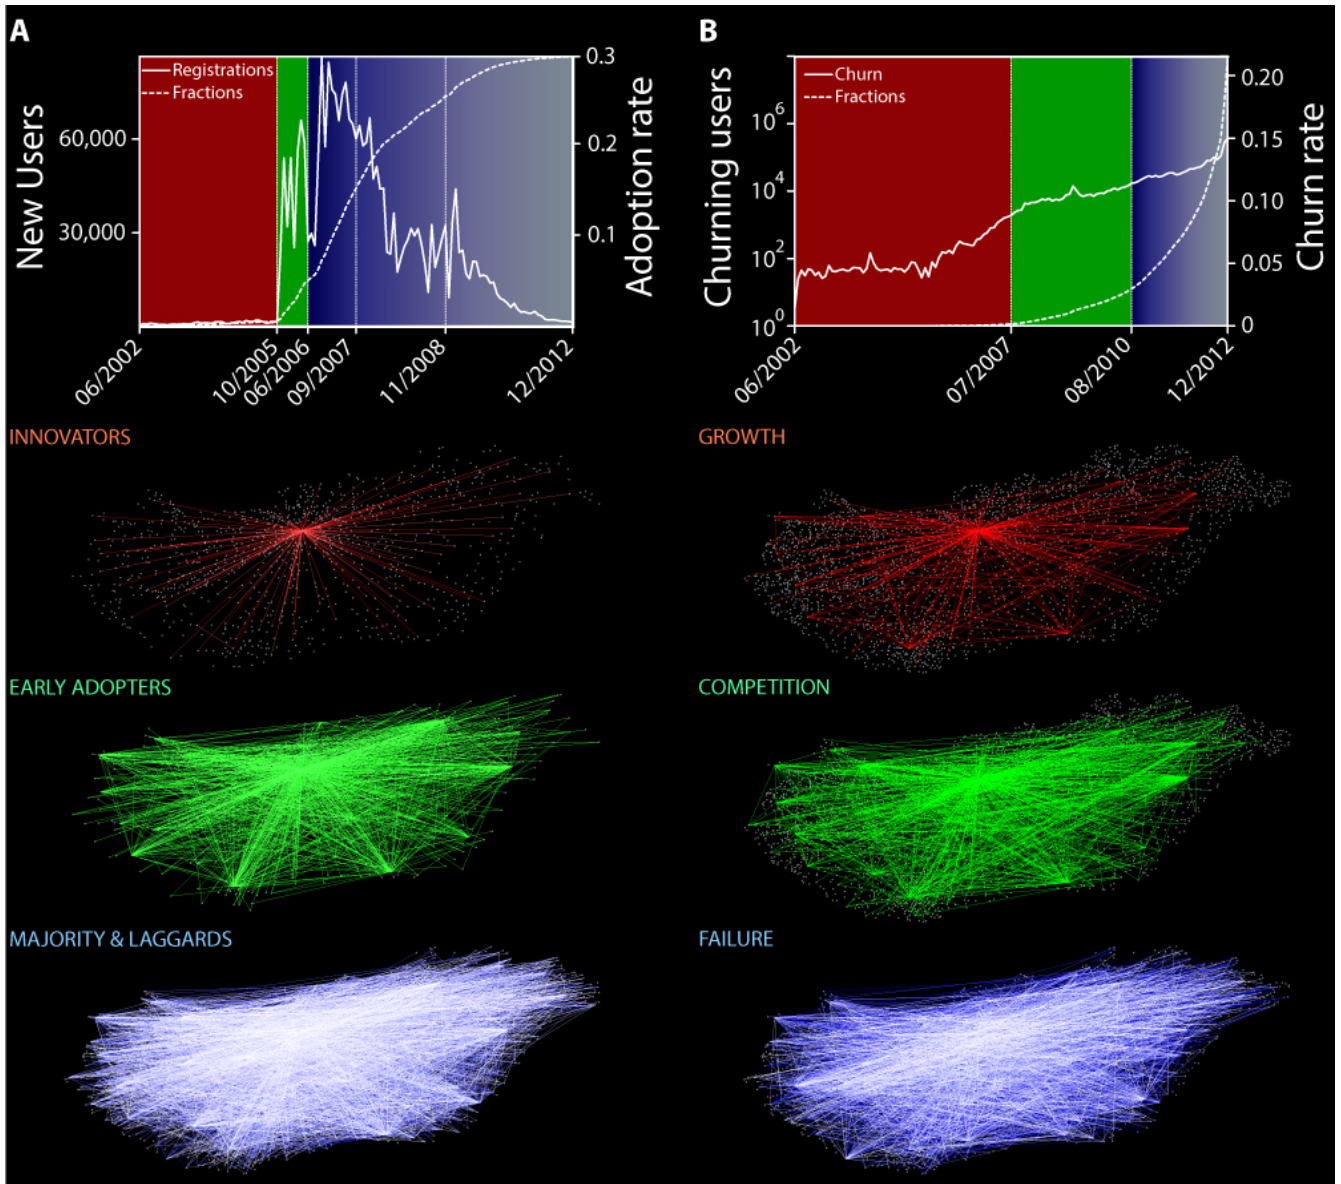 A
New Users
60,000
30,000
Registrations
Fractions
0.3
0.2
0.1
Adoption rate
06/2002
10/2005
06/2006
09/2007
11/2008
12/2012
B
Churning users
10^6
10^4
10^2
10^0
Churn
Fractions
0.20
0.15
0.10
0.05
0
Churn rate
06/2002
07/2007
08/2010
12/2012
INNOVATORS
GROWTH
EARLY ADOPTERS
COMPETITION
MAJORITY & LAGGARDS
FAILURE